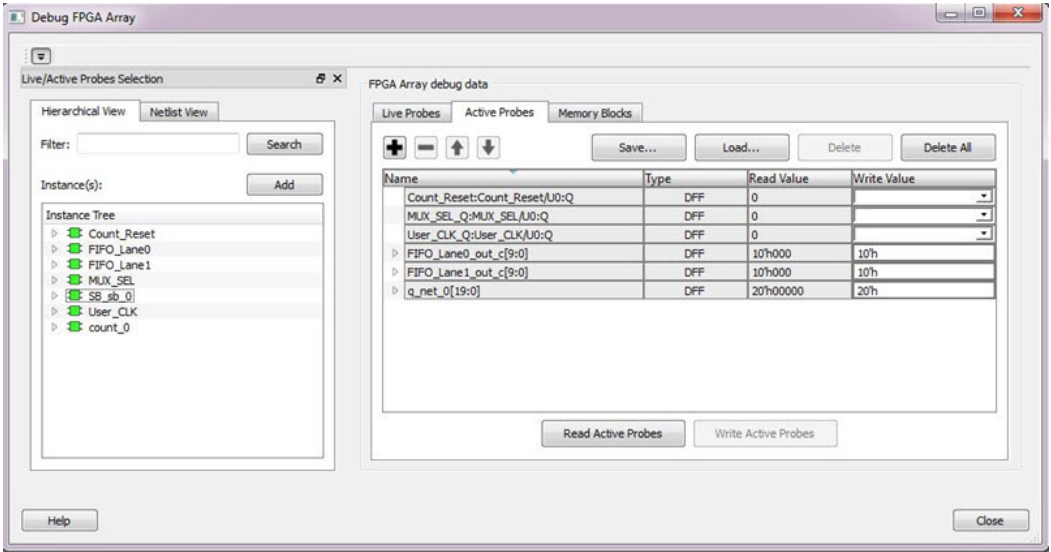 Debug FPGA Array
Live/Active Probes Selection
Hierarchical View Netlist View
Filter: Search
Instance(s): Add
Instance Tree
Count_Reset
FIFO_Lane0
FIFO_Lane1
MUX_SEL
SB_sb_0
User_CLK
count_0
FPGA Array debug data
Live Probes Active Probes Memory Blocks
Save... Load... Delete Delete All
Name Type Read Value Write Value
Count_Reset:Count_Reset/U0:Q DFF 0
MUX_SEL_Q:MUX_SEL/U0:Q DFF 0
User_CLK_Q:User_CLK/U0:Q DFF 0
FIFO_Lane0_out_c[9:0] DFF 10'h000 10'h
FIFO_Lane1_out_c[9:0] DFF 10'h000 10'h
q_net_0[19:0] DFF 20'h00000 20'h
Read Active Probes Write Active Probes
Help Close